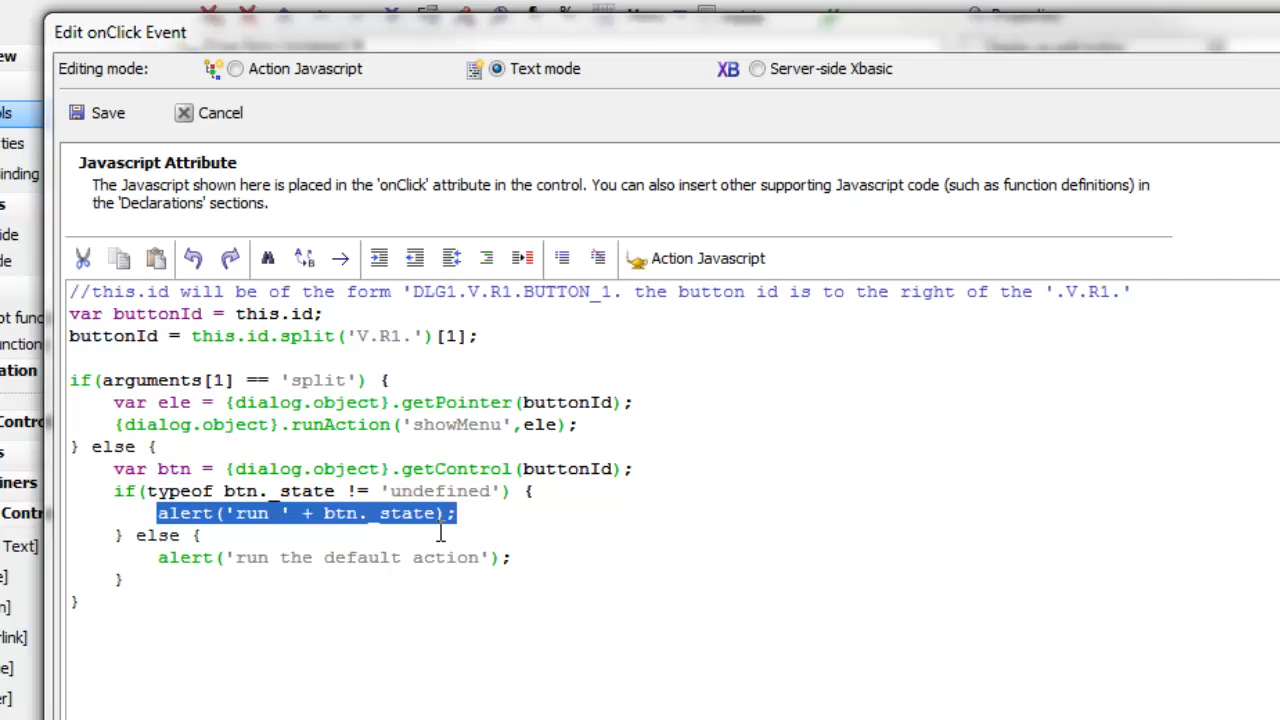 Edit onClick Event
Editing mode: Action Javascript Text mode XB Server-side Xbasic
Save Cancel
Javascript Attribute
The Javascript shown here is placed in the 'onClick' attribute in the control. You can also insert other supporting Javascript code (such as function definitions) in
the 'Declarations' sections.
Action Javascript
//this.id will be of the form 'DLG1.V.R1.BUTTON_1. the button id is to the right of the '.V.R1.'
var buttonId = this.id;
buttonId = this.id.split('V.R1.')[1];
if(arguments[1] == 'split') {
var ele = {dialog.object}.getPointer(buttonId);
{dialog.object}.runAction('showMenu',ele);
} else {
var btn = {dialog.object}.getControl(buttonId);
if(typeof btn._state != 'undefined') {
alert('run ' + btn._state);
} else {
alert('run the default action');
}
}
Text]